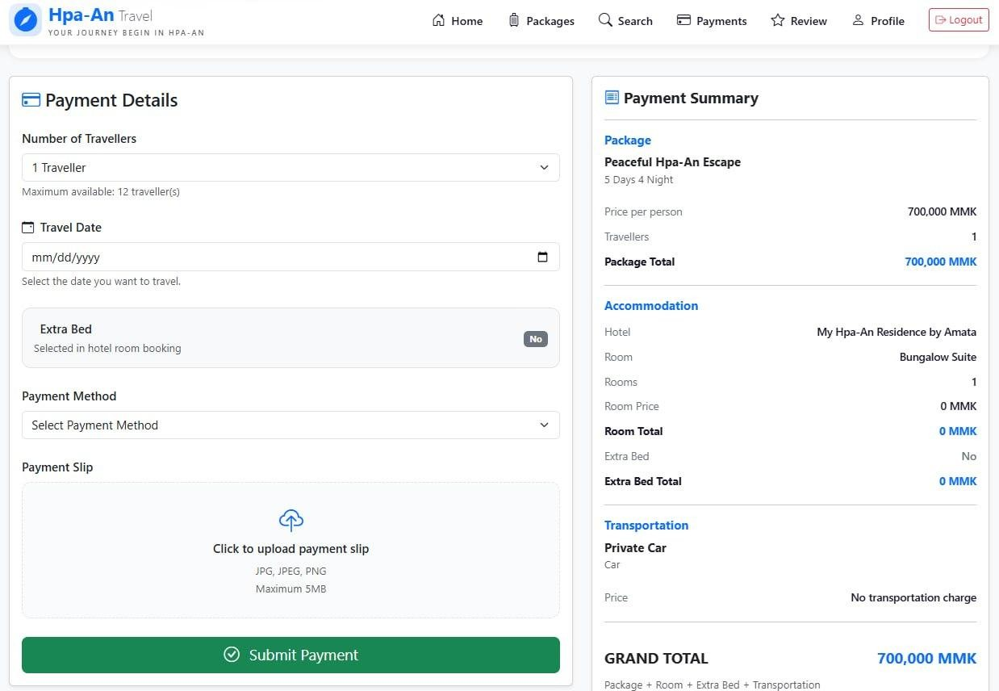 Hpa-An Travel
YOUR JOURNEY BEGIN IN HPA-AN
Home
Packages
Search
Payments
Review
Profile
Logout
Payment Details
Number of Travellers
1 Traveller
Maximum available: 12 traveller(s)
Travel Date
mm/dd/yyyy
Select the date you want to travel.
Extra Bed
Selected in hotel room booking
No
Payment Method
Select Payment Method
Payment Slip
Click to upload payment slip
JPG, JPEG, PNG
Maximum 5MB
Submit Payment
Payment Summary
Package
Peaceful Hpa-An Escape
5 Days 4 Night
Price per person 700,000 MMK
Travellers 1
Package Total 700,000 MMK
Accommodation
Hotel My Hpa-An Residence by Amata
Room Bungalow Suite
Rooms 1
Room Price 0 MMK
Room Total 0 MMK
Extra Bed No
Extra Bed Total 0 MMK
Transportation
Private Car
Car
Price No transportation charge
GRAND TOTAL 700,000 MMK
Package + Room + Extra Bed + Transportation